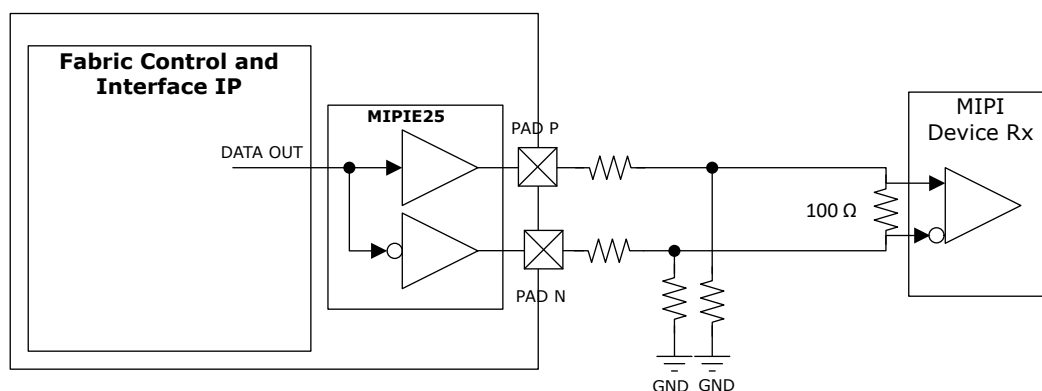 Fabric Control and
Interface IP
MIPIE25
PAD P
MIPI
Device Rx
DATA OUT
100 Ω
PAD N
GND GND